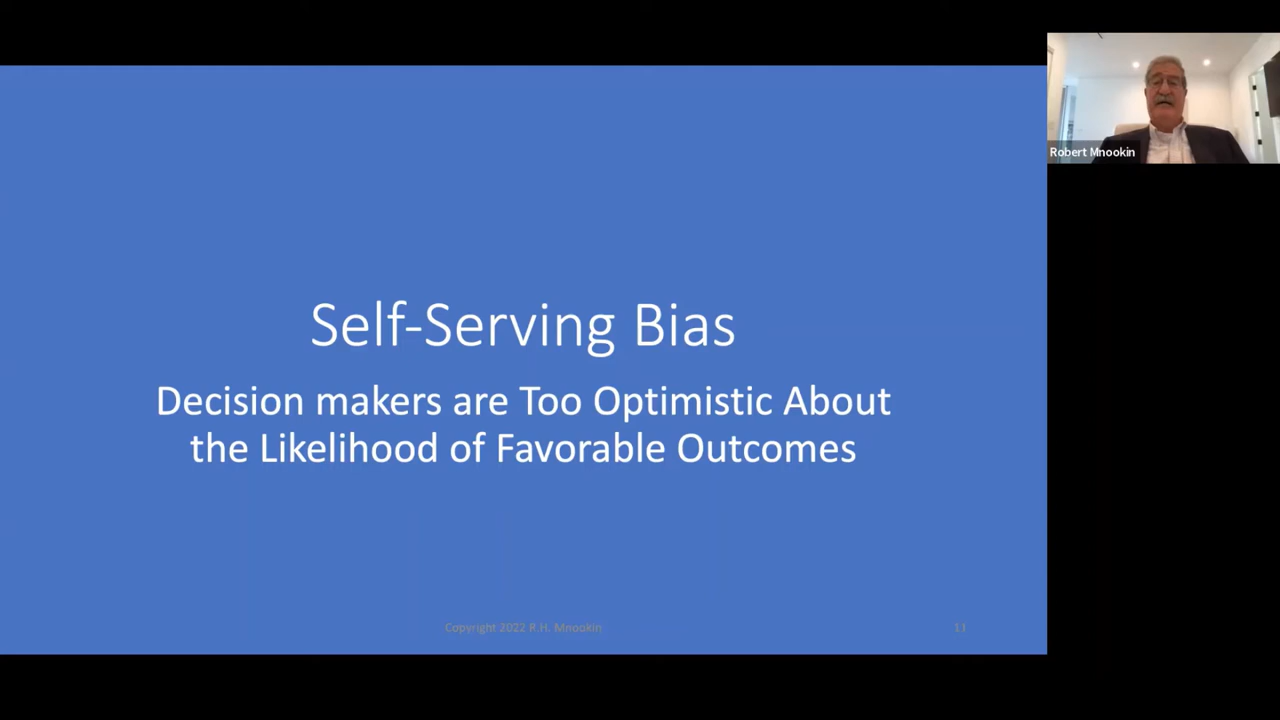 Robert Mnookin
Self-Serving Bias
Decision makers are Too Optimistic About
the Likelihood of Favorable Outcomes
Copyright 2022 R.H. Mnookin
11